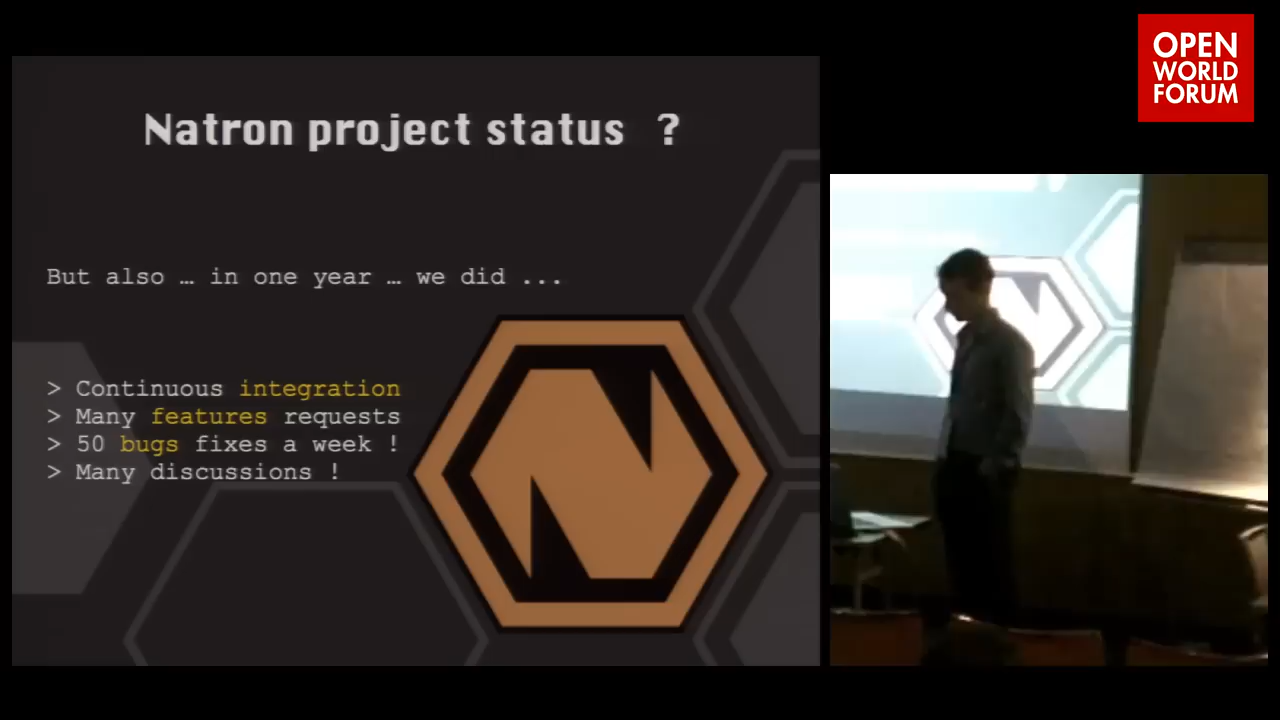 Natron project status ?
But also … in one year … we did ...
> Continuous integration
> Many features requests
> 50 bugs fixes a week !
> Many discussions !
OPEN
WORLD
FORUM